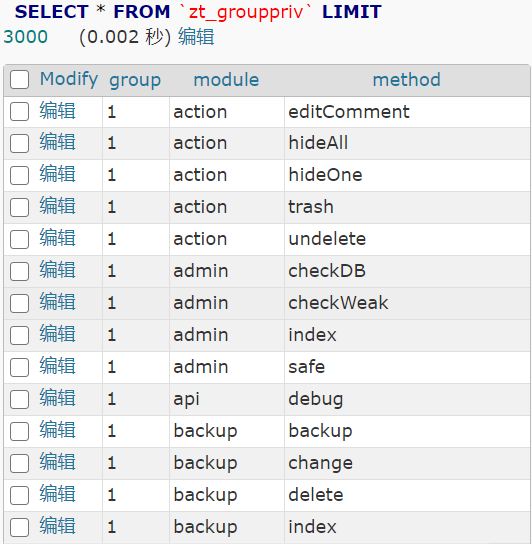 SELECT * FROM `zt_grouppriv` LIMIT
3000 (0.002 秒) 编辑
Modify group module method
编辑 1 action editComment
编辑 1 action hideAll
编辑 1 action hideOne
编辑 1 action trash
编辑 1 action undelete
编辑 1 admin checkDB
编辑 1 admin checkWeak
编辑 1 admin index
编辑 1 admin safe
编辑 1 api debug
编辑 1 backup backup
编辑 1 backup change
编辑 1 backup delete
编辑 1 backup index